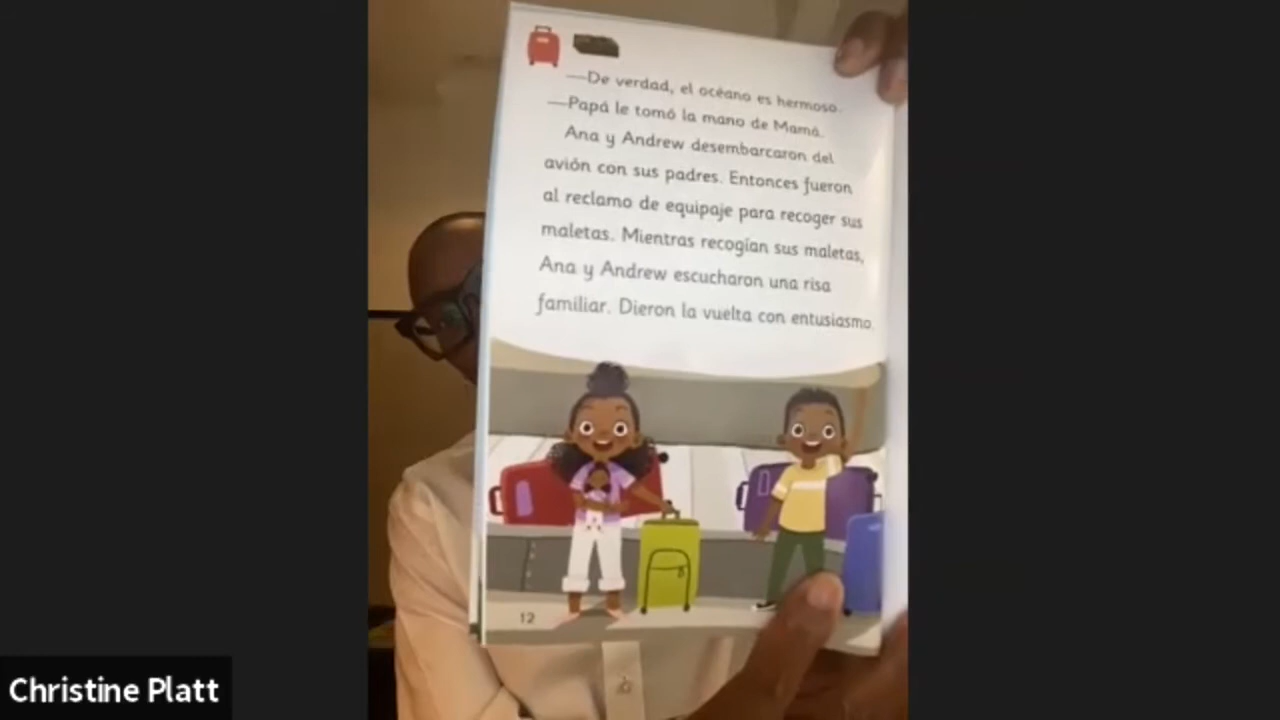 —De verdad, el océano es hermoso.
—Papá le tomó la mano de Mamá.
Ana y Andrew desembarcaron del
avión con sus padres. Entonces fueron
al reclamo de equipaje para recoger sus
maletas. Mientras recogían sus maletas,
Ana y Andrew escucharon una risa
familiar. Dieron la vuelta con entusiasmo.
12
Christine Platt